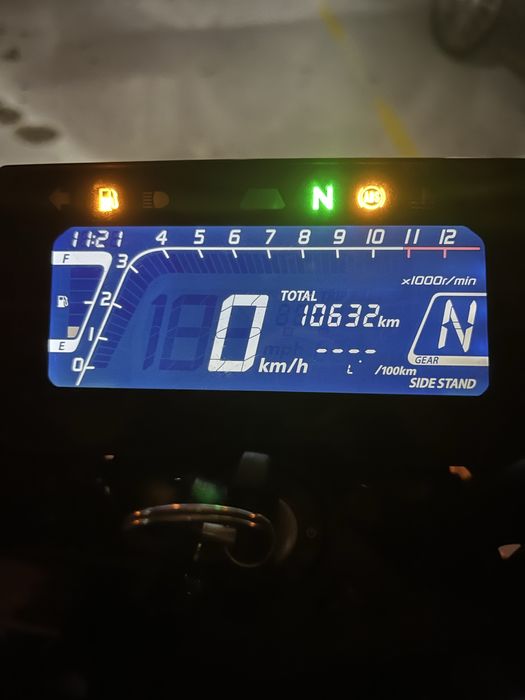 N ABS
11:21
F
E
0 1 2 3 4 5 6 7 8 9 10 11 12
x1000r/min
TOTAL
10632km
0 km/h
---- L/100km
N
GEAR
SIDE STAND